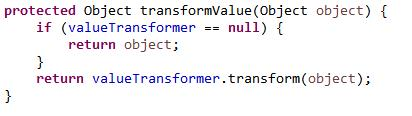 protected Object transformValue(Object object) {
    if (valueTransformer == null) {
        return object;
    }
    return valueTransformer.transform(object);
}